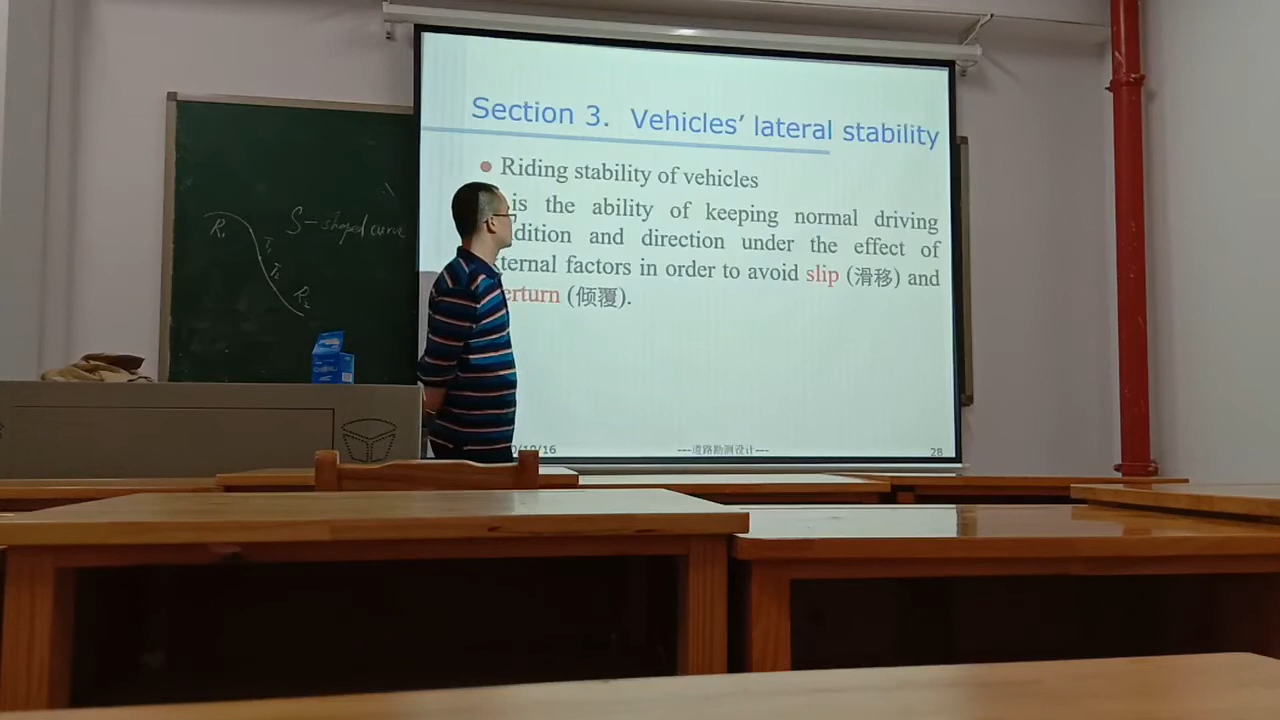 Section 3. Vehicles' lateral stability
Riding stability of vehicles
is the ability of keeping normal driving
dition and direction under the effect of
ternal factors in order to avoid slip (滑移) and
erturn (倾覆).
/16
---道路勘测设计---
28
S-shaped curve
R₁
T₁
T₂
R₂